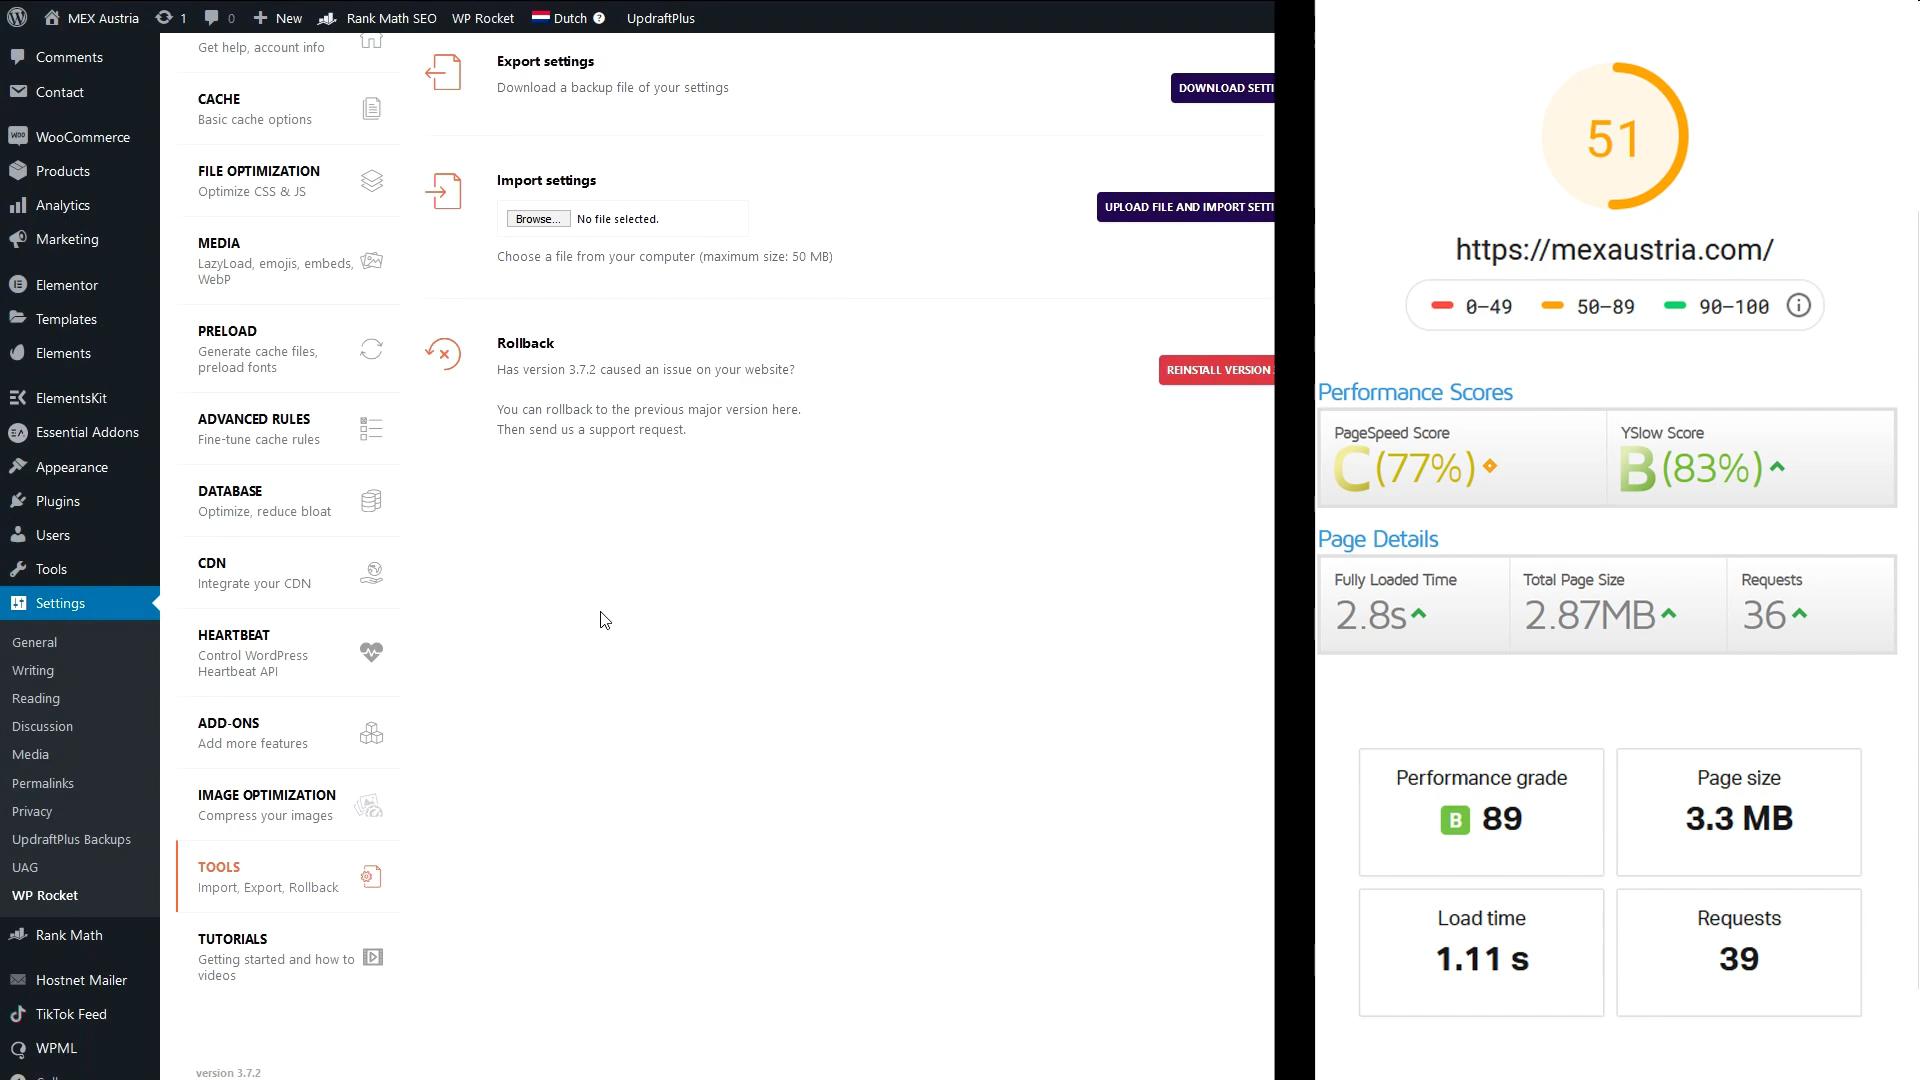 MEX Austria
1
0
New
Rank Math SEO
WP Rocket
Dutch
UpdraftPlus
Comments
Contact
WooCommerce
Products
Analytics
Marketing
Elementor
Templates
Elements
ElementsKit
Essential Addons
Appearance
Plugins
Users
Tools
Settings
General
Writing
Reading
Discussion
Media
Permalinks
Privacy
UpdraftPlus Backups
UAG
WP Rocket
Rank Math
Hostnet Mailer
TikTok Feed
WPML
Get help, account info
CACHE
Basic cache options
FILE OPTIMIZATION
Optimize CSS & JS
MEDIA
LazyLoad, emojis, embeds,
WebP
PRELOAD
Generate cache files,
preload fonts
ADVANCED RULES
Fine-tune cache rules
DATABASE
Optimize, reduce bloat
CDN
Integrate your CDN
HEARTBEAT
Control WordPress
Heartbeat API
ADD-ONS
Add more features
IMAGE OPTIMIZATION
Compress your images
TOOLS
Import, Export, Rollback
TUTORIALS
Getting started and how to
videos
version 3.7.2
Export settings
Download a backup file of your settings
DOWNLOAD SETTI
Import settings
Browse... No file selected.
UPLOAD FILE AND IMPORT SETTI
Choose a file from your computer (maximum size: 50 MB)
Rollback
Has version 3.7.2 caused an issue on your website?
REINSTALL VERSION
You can rollback to the previous major version here.
Then send us a support request.
51
https://mexaustria.com/
0–49 50–89 90–100
Performance Scores
PageSpeed Score
C (77%)
YSlow Score
B (83%)
Page Details
Fully Loaded Time
2.8s
Total Page Size
2.87MB
Requests
36
Performance grade
B 89
Page size
3.3 MB
Load time
1.11 s
Requests
39